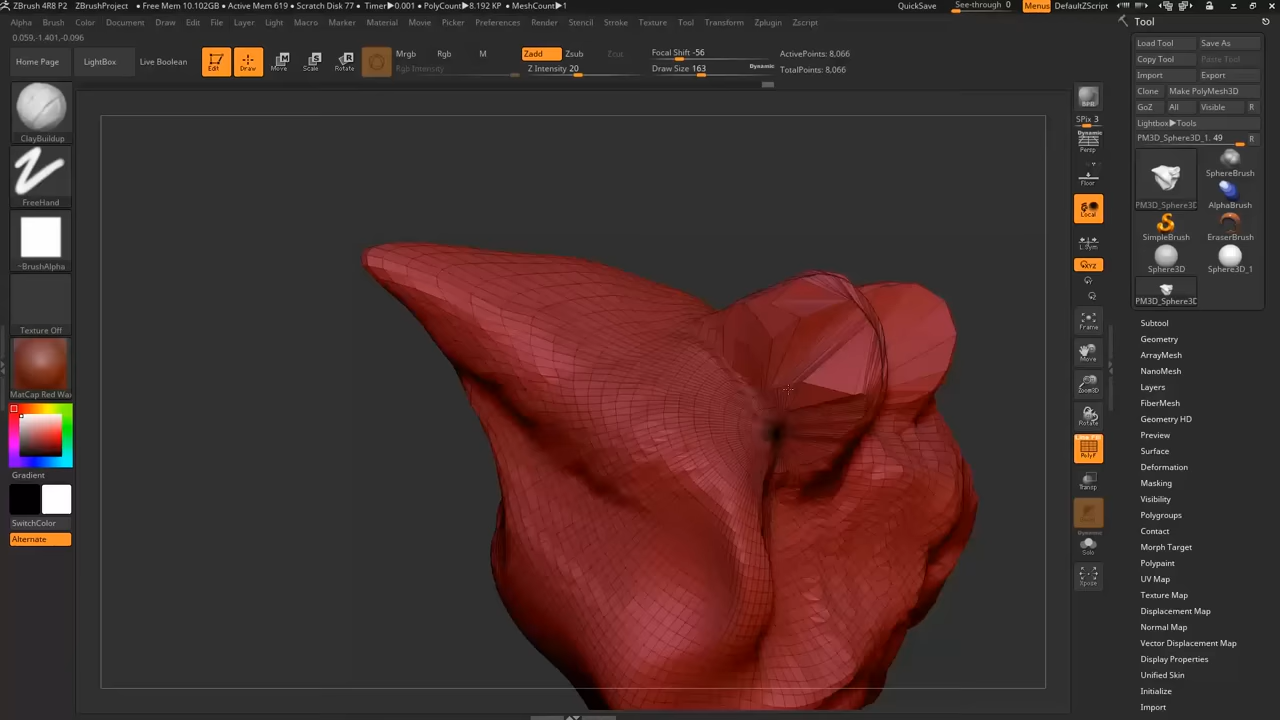 ZBrush 4R8 P2 ZBrushProject • Free Mem 10.102GB • Active Mem 619 • Scratch Disk 77 • Timer▶0.001 • PolyCount▶8.192 KP • MeshCount▶1 QuickSave See-through 0 Menus DefaultZScript
Alpha Brush Color Document Draw Edit File Layer Light Macro Marker Material Movie Picker Preferences Render Stencil Stroke Texture Tool Transform Zplugin Zscript
0.059,-1.401,-0.096
Home Page LightBox Live Boolean
Edit Draw Move Scale Rotate
Mrgb Rgb M
Rgb Intensity
Zadd Zsub Zcut
Z Intensity 20
Focal Shift -56
Draw Size 163 Dynamic
ActivePoints: 8,066
TotalPoints: 8,066
ClayBuildup
FreeHand
~BrushAlpha
Texture Off
MatCap Red Wa
Gradient
SwitchColor
Alternate
BPR
SPix 3
Dynamic
Persp
Floor
Local
L.Sym
XYZ
Frame
Move
Zoom3D
Rotate
Line Fill
PolyF
Transp
Dynamic
Solo
Xpose
Tool
Load Tool Save As
Copy Tool Paste Tool
Import Export
Clone Make PolyMesh3D
GoZ All Visible R
Lightbox▶Tools
PM3D_Sphere3D_1. 49 R
SphereBrush
PM3D_Sphere3D AlphaBrush
SimpleBrush EraserBrush
Sphere3D Sphere3D_1
PM3D_Sphere3D
Subtool
Geometry
ArrayMesh
NanoMesh
Layers
FiberMesh
Geometry HD
Preview
Surface
Deformation
Masking
Visibility
Polygroups
Contact
Morph Target
Polypaint
UV Map
Texture Map
Displacement Map
Normal Map
Vector Displacement Map
Display Properties
Unified Skin
Initialize
Import